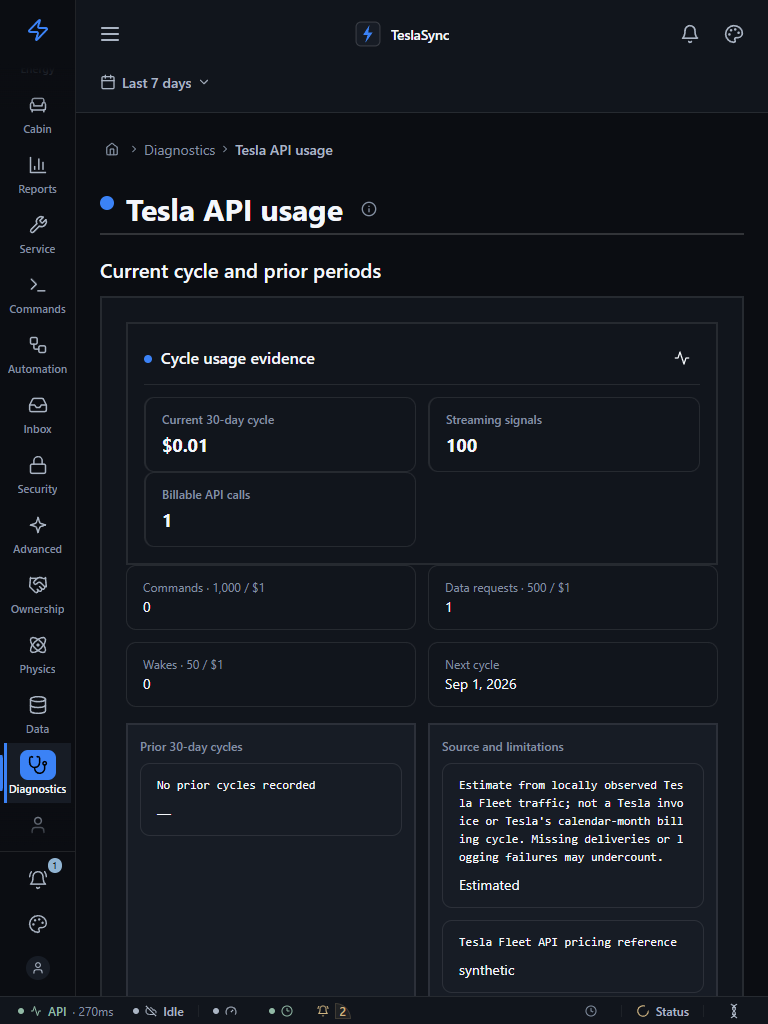 TeslaSync
Last 7 days
Energy
Cabin
Reports
Service
Commands
Automation
Inbox
Security
Advanced
Ownership
Physics
Data
Diagnostics
1
Diagnostics
Tesla API usage
Tesla API usage
Current cycle and prior periods
Cycle usage evidence
Current 30-day cycle
$0.01
Streaming signals
100
Billable API calls
1
Commands · 1,000 / $1
0
Data requests · 500 / $1
1
Wakes · 50 / $1
0
Next cycle
Sep 1, 2026
Prior 30-day cycles
No prior cycles recorded
—
Source and limitations
Estimate from locally observed Tes
la Fleet traffic; not a Tesla invo
ice or Tesla's calendar-month bill
ing cycle. Missing deliveries or l
ogging failures may undercount.
Estimated
Tesla Fleet API pricing reference
synthetic
API · 270ms
Idle
2
Status